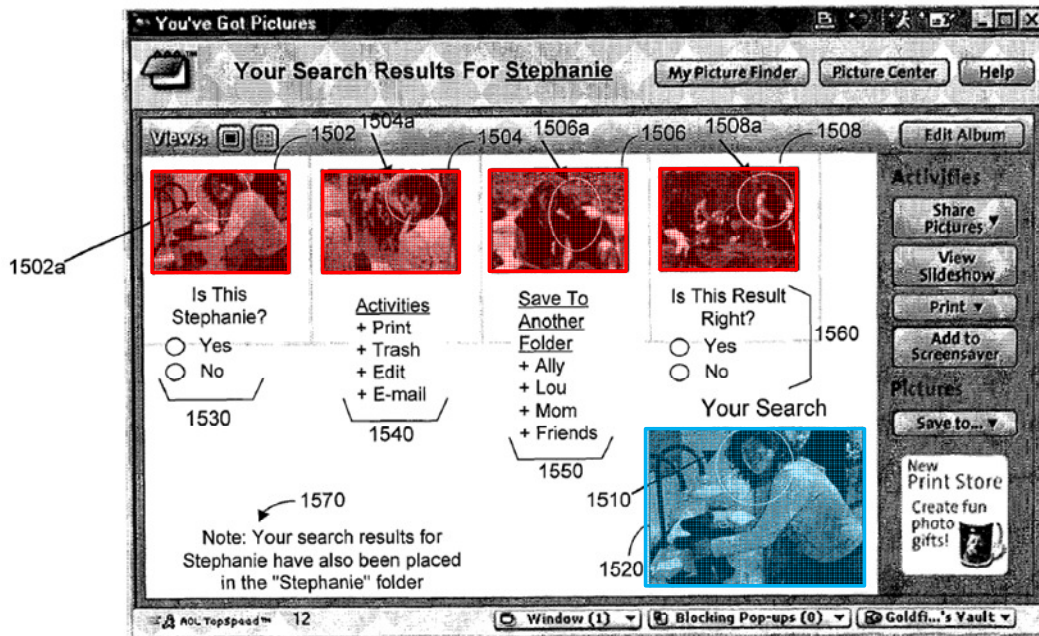 You've Got Pictures
Your Search Results For Stephanie
My Picture Finder
Picture Center
Help
Views:
1502
1504a
1504
1506a
1506
1508a
1508
Edit Album
Activities
Share
Pictures
View
Slideshow
Print
Add to
Screensaver
Pictures
Save to...
New
Print Store
Create fun
photo
gifts!
1502a
Is This
Stephanie?
Yes
No
1530
Activities
+ Print
+ Trash
+ Edit
+ E-mail
1540
Save To
Another
Folder
+ Ally
+ Lou
+ Mom
+ Friends
1550
Is This Result
Right?
Yes
No
1560
Your Search
1510
1520
1570
Note: Your search results for
Stephanie have also been placed
in the "Stephanie" folder
AOL TopSpeed™
12
Window (1)
Blocking Pop-ups (0)
Goldfi...'s Vault